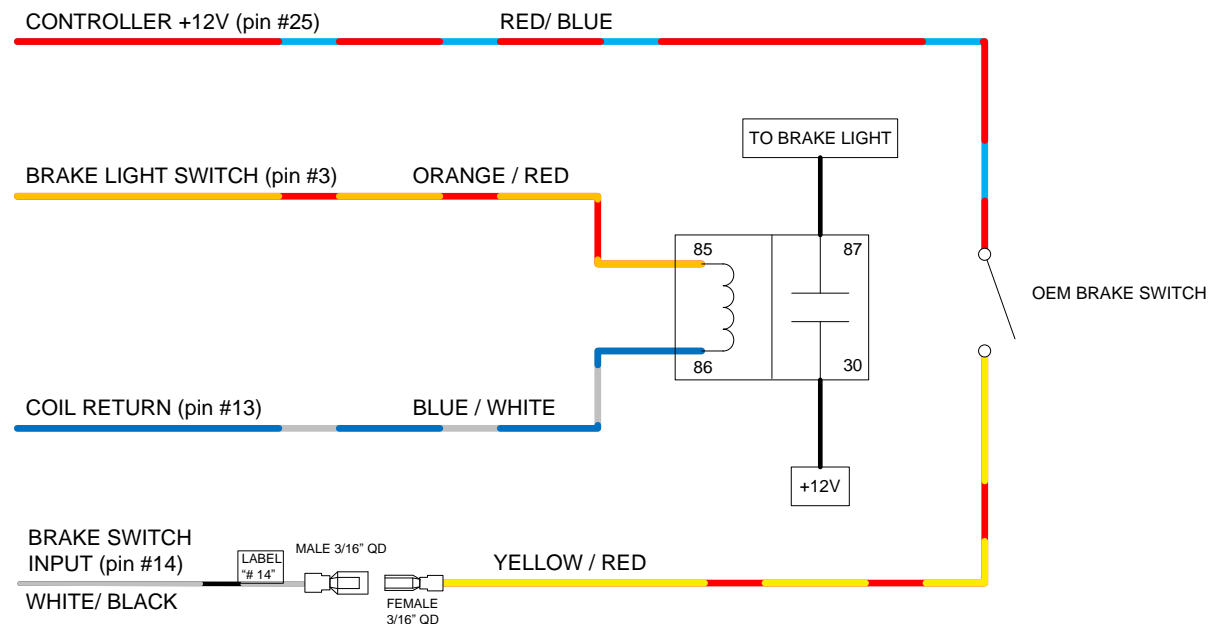 CONTROLLER +12V (pin #25)
RED/ BLUE
TO BRAKE LIGHT
BRAKE LIGHT SWITCH (pin #3)
ORANGE / RED
85
87
OEM BRAKE SWITCH
86
30
COIL RETURN (pin #13)
BLUE / WHITE
+12V
BRAKE SWITCH
INPUT (pin #14)
WHITE/ BLACK
LABEL
"# 14"
MALE 3/16" QD
FEMALE
3/16" QD
YELLOW / RED